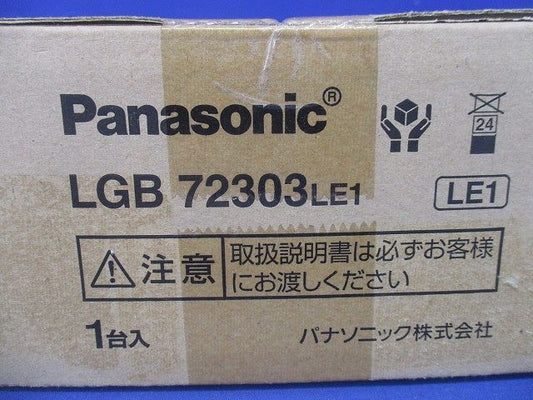 Panasonic®
24
LGB 72303LE1
LE1
注意
取扱説明書は必ずお客様
にお渡しください
1台入
パナソニック株式会社